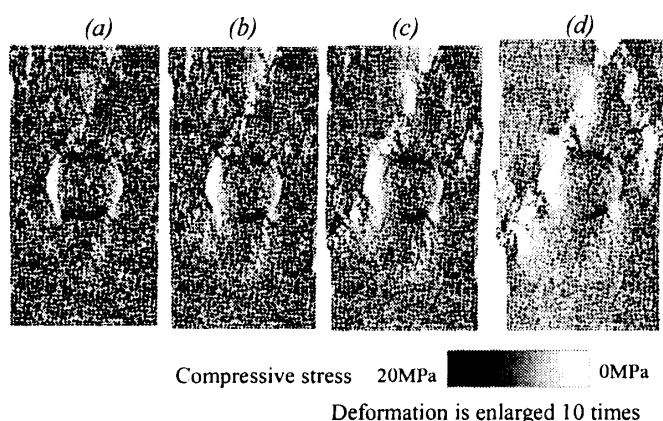 (a) (b) (c) (d)
Compressive stress 20MPa 0MPa
Deformation is enlarged 10 times